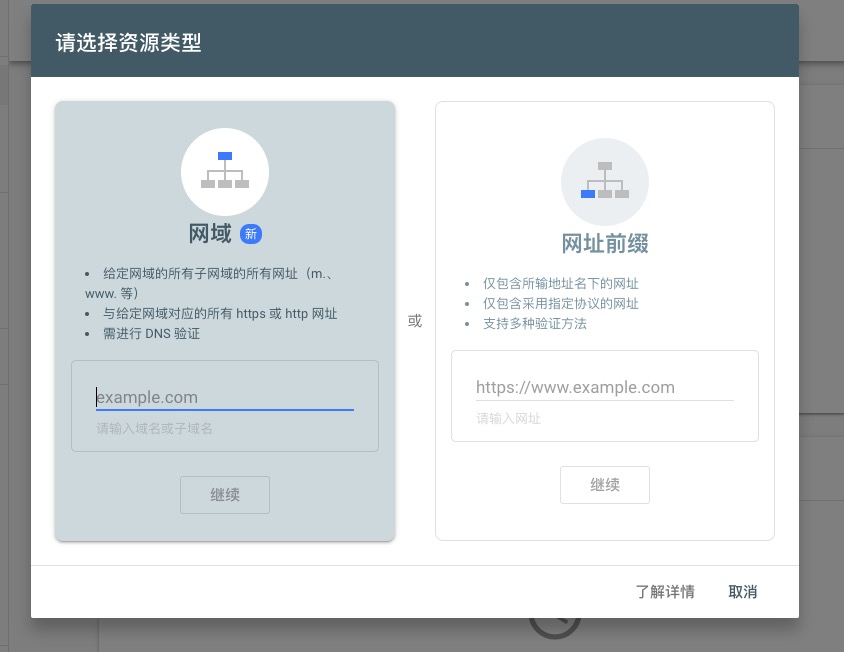 请选择资源类型
网域 新
给定网域的所有子网域的所有网址（m.、
www. 等）
与给定网域对应的所有 https 或 http 网址
需进行 DNS 验证
example.com
请输入域名或子域名
继续
或
网址前缀
仅包含所输地址名下的网址
仅包含采用指定协议的网址
支持多种验证方法
https://www.example.com
请输入网址
继续
了解详情
取消